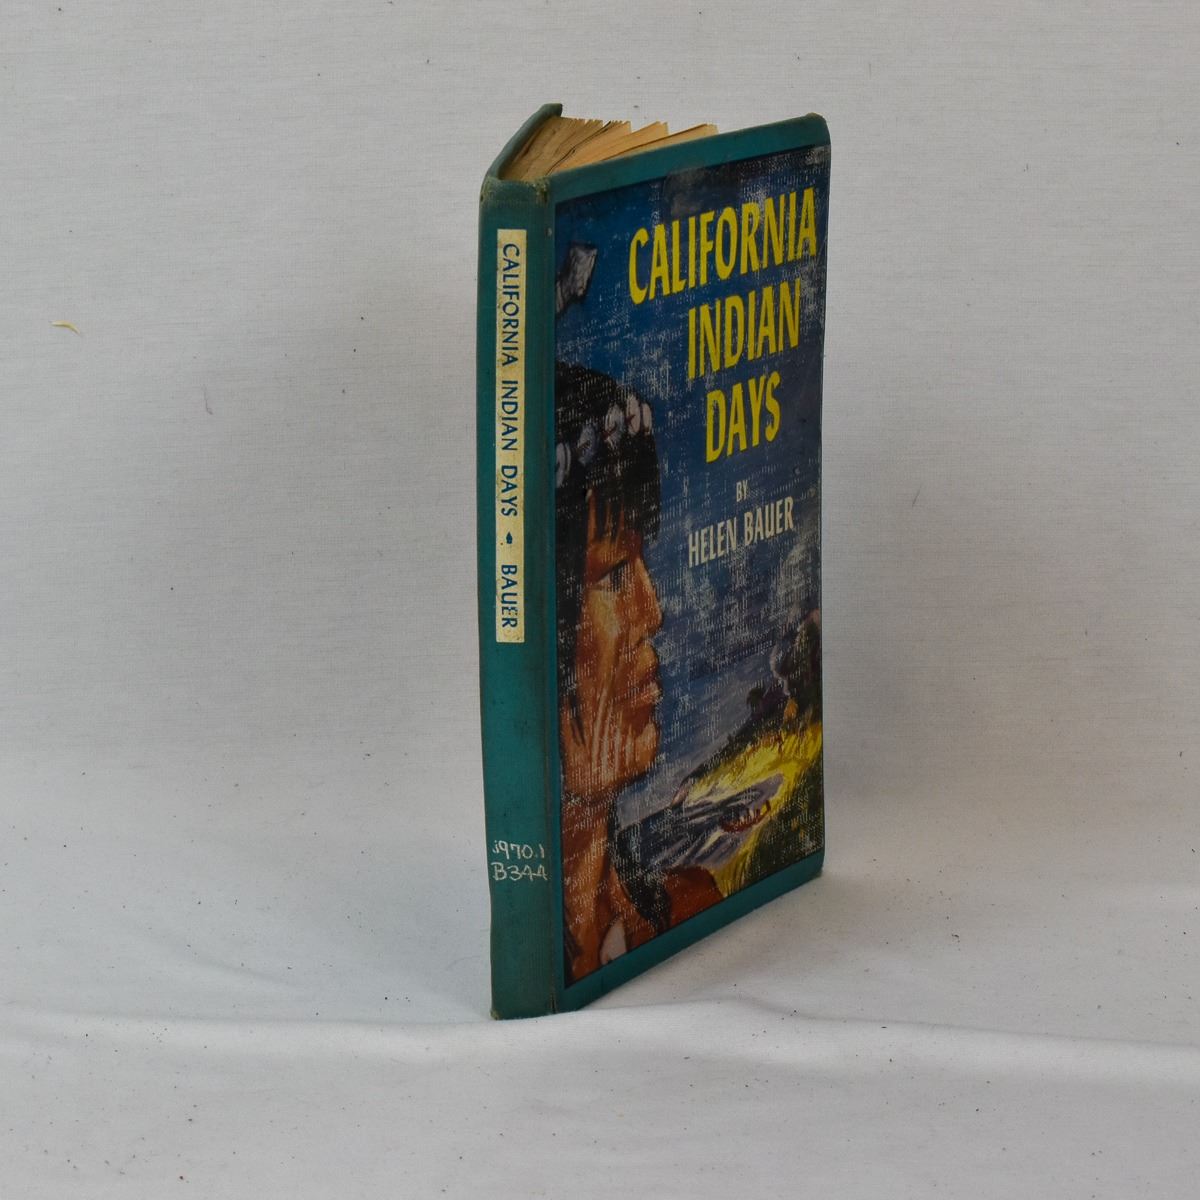 CALIFORNIA INDIAN DAYS • BAUER
j970.1
B344
CALIFORNIA
INDIAN
DAYS
BY
HELEN BAUER